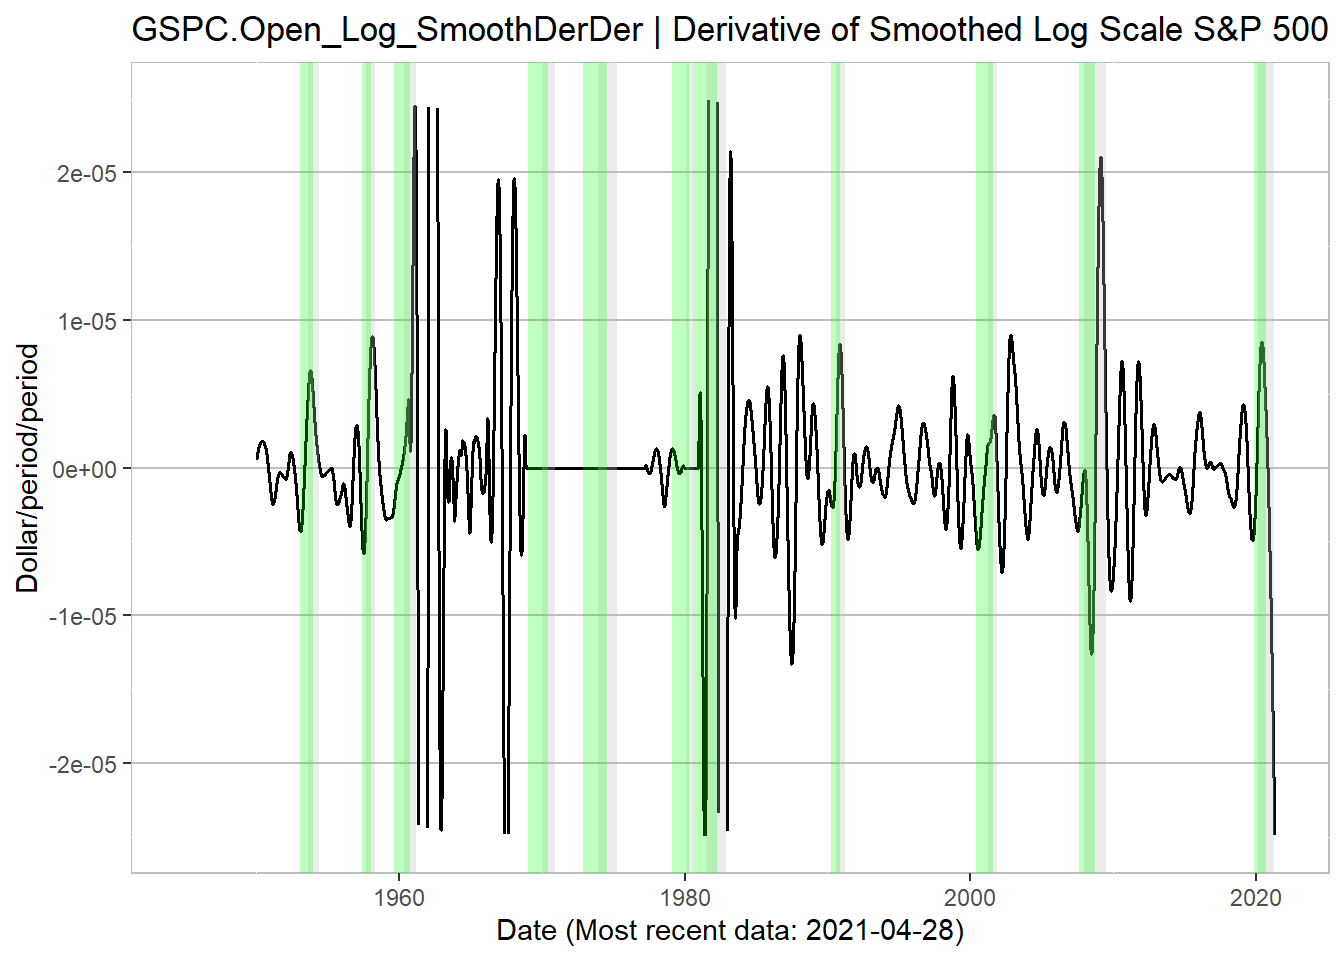 GSPC.Open_Log_SmoothDerDer | Derivative of Smoothed Log Scale S&P 500
2e-05
1e-05
0e+00
-1e-05
-2e-05
Dollar/period/period
1960
1980
2000
2020
Date (Most recent data: 2021-04-28)